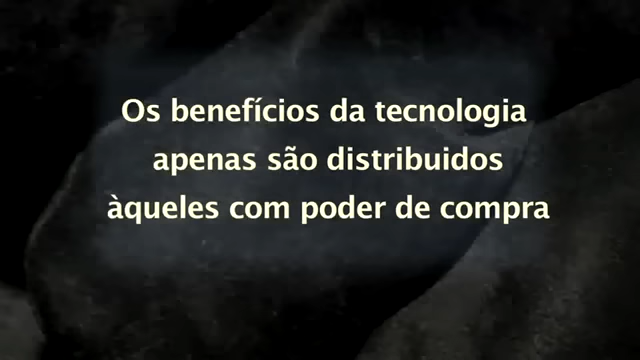 Os benefícios da tecnologia
apenas são distribuidos
àqueles com poder de compra